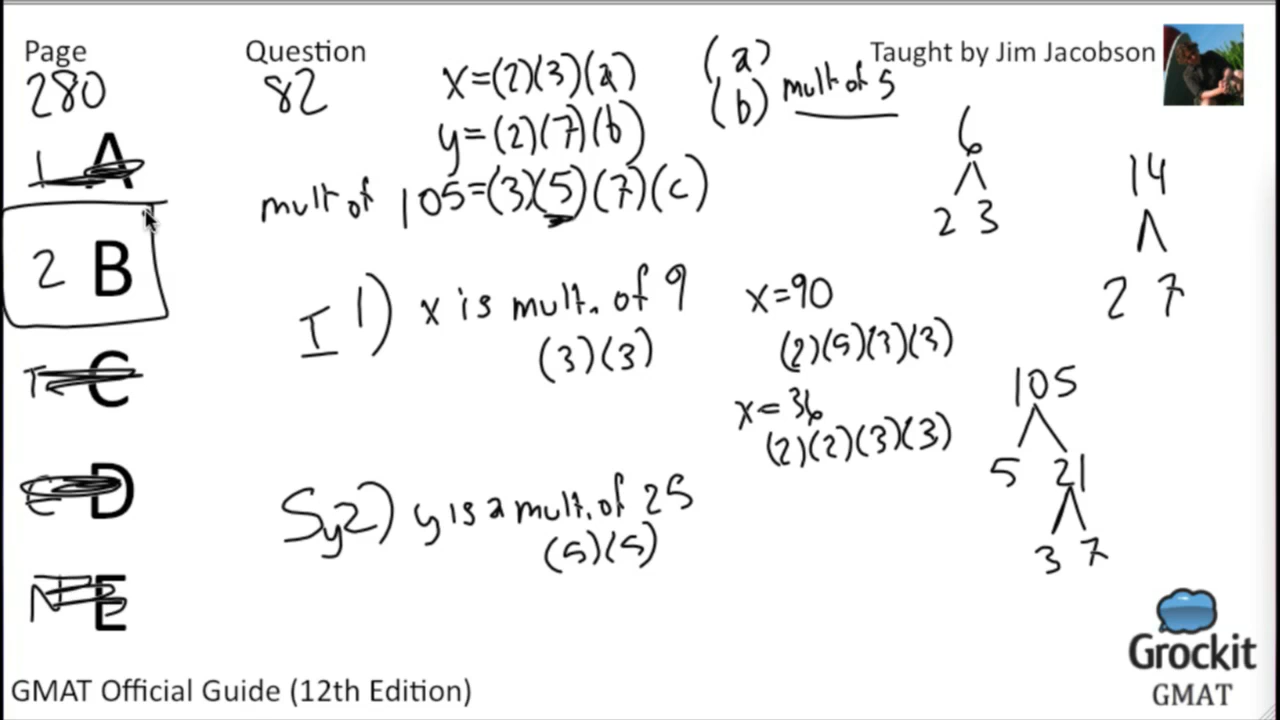 Page
280
Question
82
Taught by Jim Jacobson
x=(2)(3)(a)
y=(2)(7)(b)
mult of 105=(3)(5)(7)(c)
(a)
(b) mult of 5
6
2 3
14
2 7
1 A
2 B
T C
E D
N E
I 1) x is mult. of 9
(3)(3)
x=90
(2)(5)(3)(3)
x=36
(2)(2)(3)(3)
105
5 21
3 7
Sy2) y is a mult. of 25
(5)(5)
Grockit
GMAT
GMAT Official Guide (12th Edition)